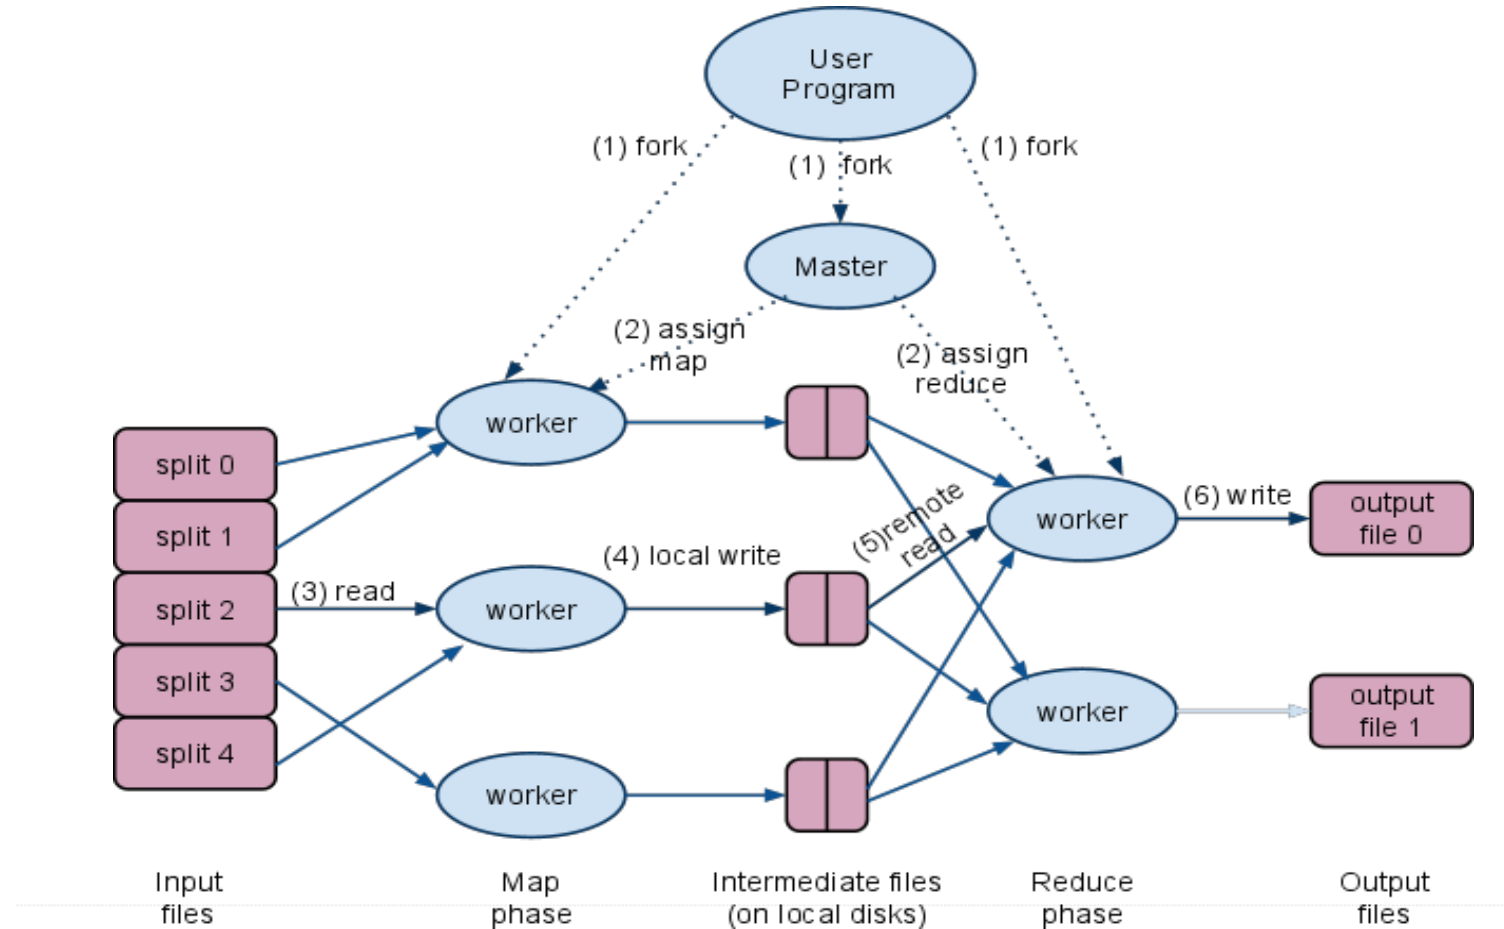 User
Program
(1) fork
(1) fork
(1) fork
Master
(2) assign
map
(2) assign
reduce
worker
split 0
split 1
split 2
split 3
split 4
(3) read
worker
(4) local write
(5)remote
read
worker
(6) write
output
file 0
worker
output
file 1
worker
Input
files
Map
phase
Intermediate files
(on local disks)
Reduce
phase
Output
files